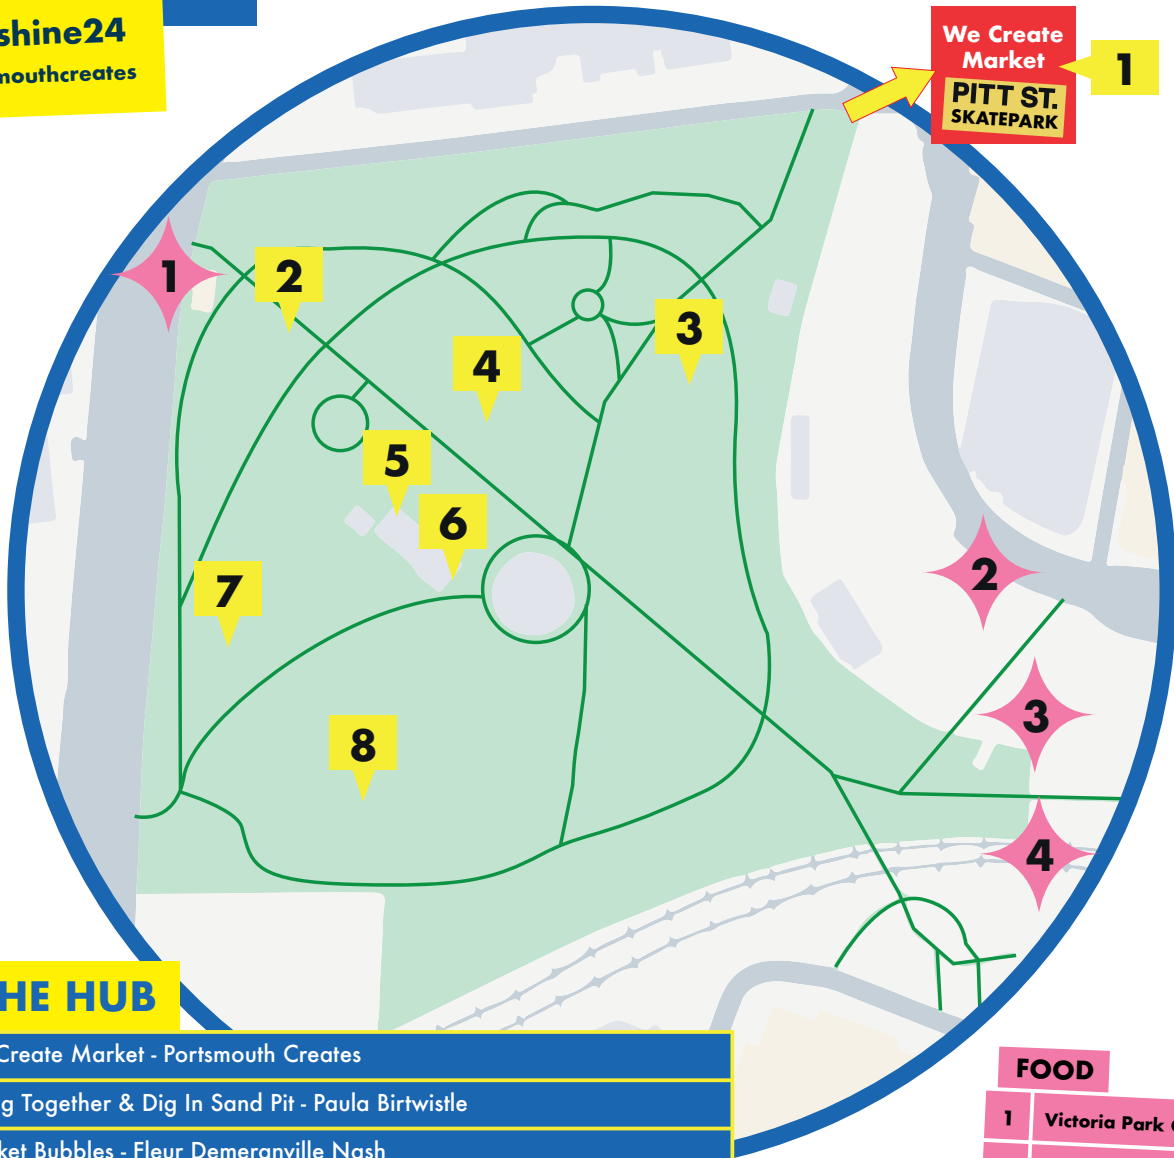 shine24
mouthcreates
We Create
Market
PITT ST.
SKATEPARK
1
1
2
3
4
5
6
7
8
2
3
4
HE HUB
Create Market - Portsmouth Creates
g Together & Dig In Sand Pit - Paula Birtwistle
ket Bubbles - Fleur Demeranville Nash
FOOD
1 Victoria Park